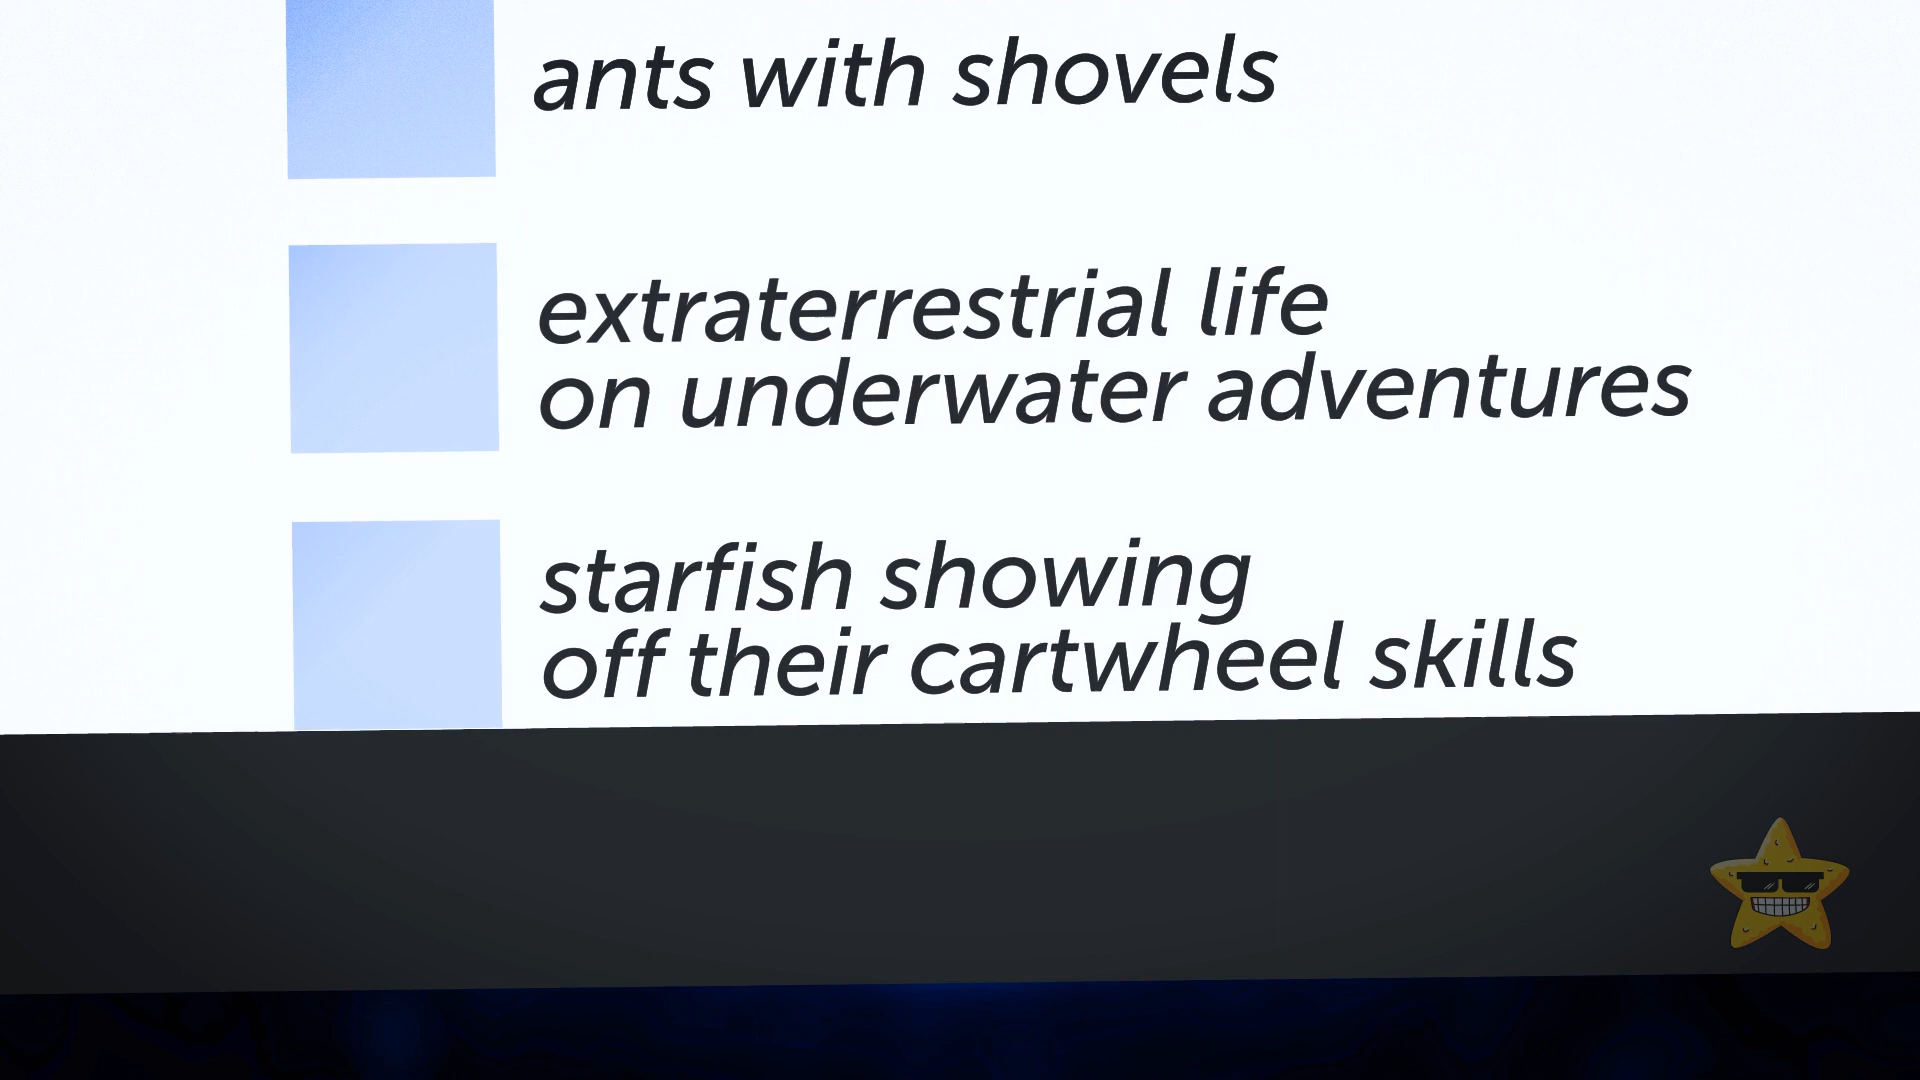 ants with shovels
extraterrestrial life
on underwater adventures
starfish showing
off their cartwheel skills